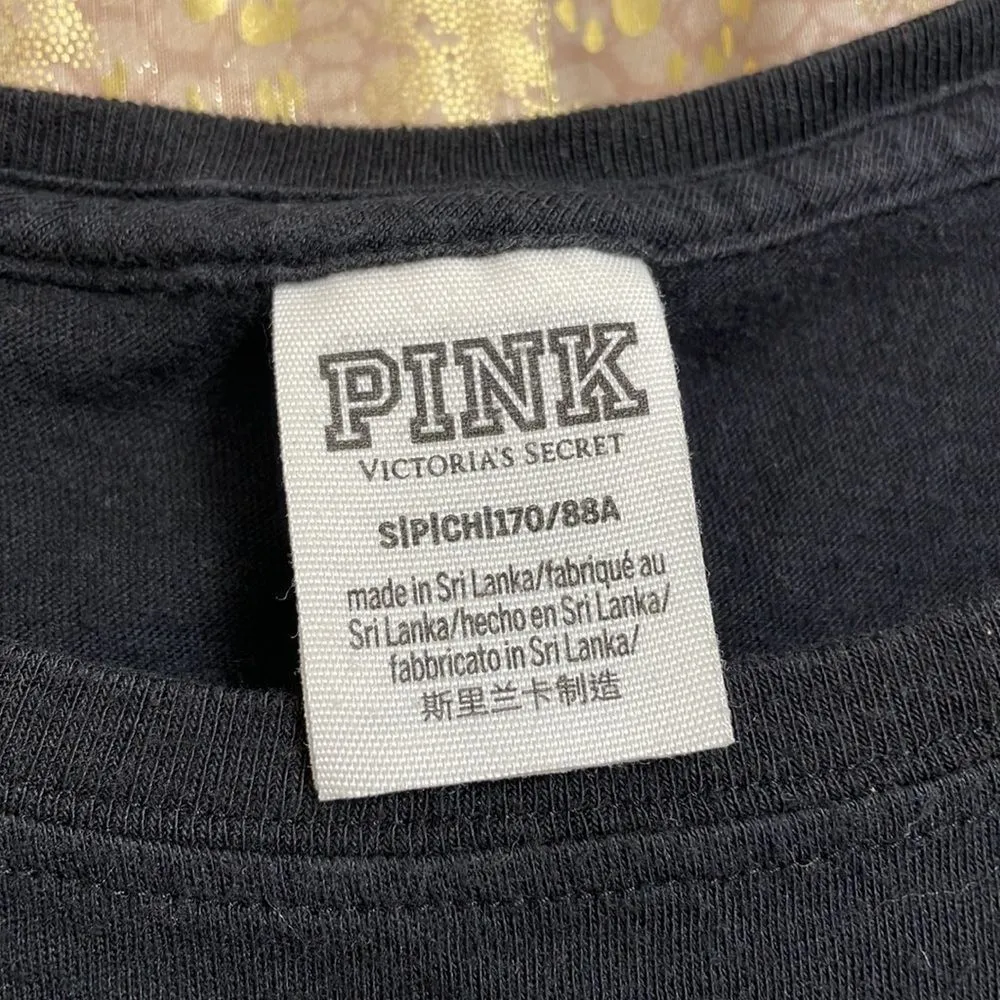 PINK
VICTORIA'S SECRET
S|P|CH|170/88A
made in Sri Lanka/fabriqué au
Sri Lanka/hecho en Sri Lanka/
fabbricato in Sri Lanka/
斯里兰卡制造